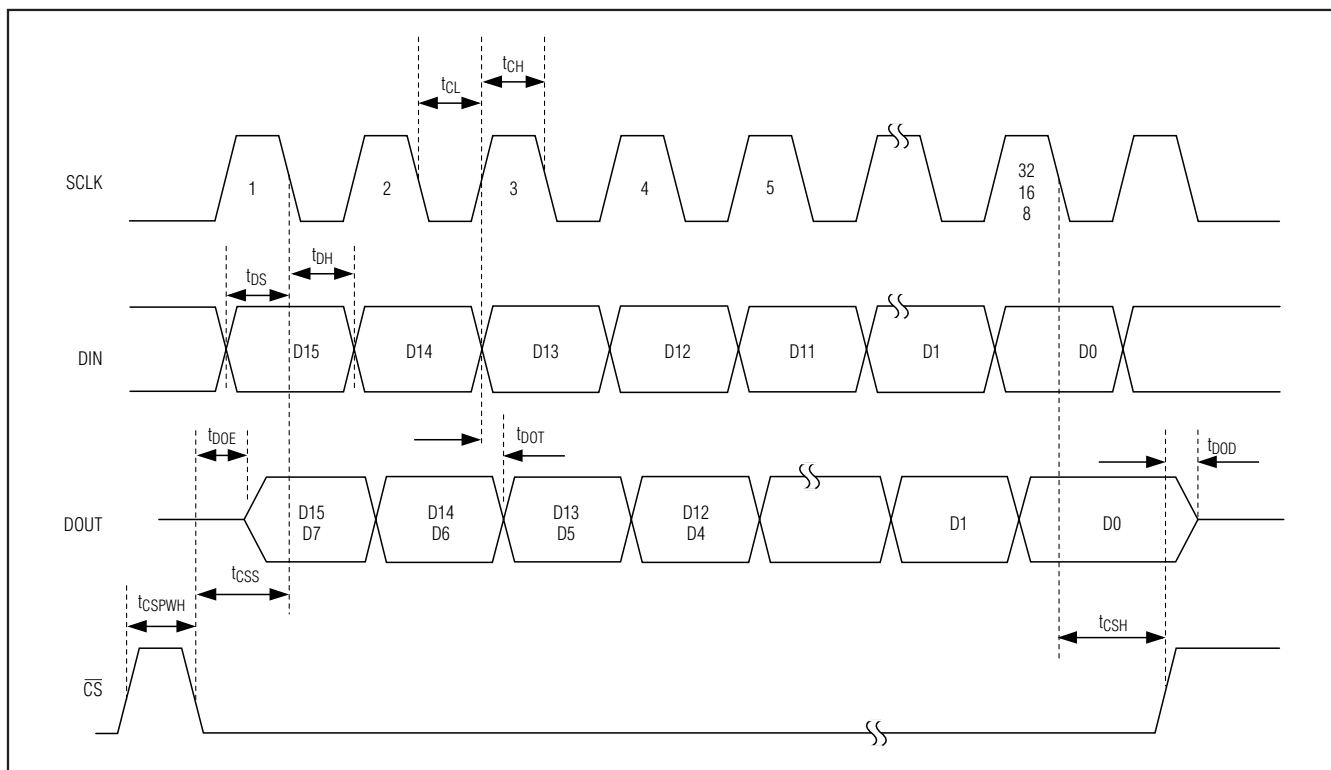 tCL
tCH
SCLK
1
2
3
4
5
32
16
8
tDS
tDH
DIN
D15
D14
D13
D12
D11
D1
D0
tDOE
tDOT
tDOD
DOUT
D15
D7
D14
D6
D13
D5
D12
D4
D1
D0
tCSS
tCSPWH
tCSH
CS